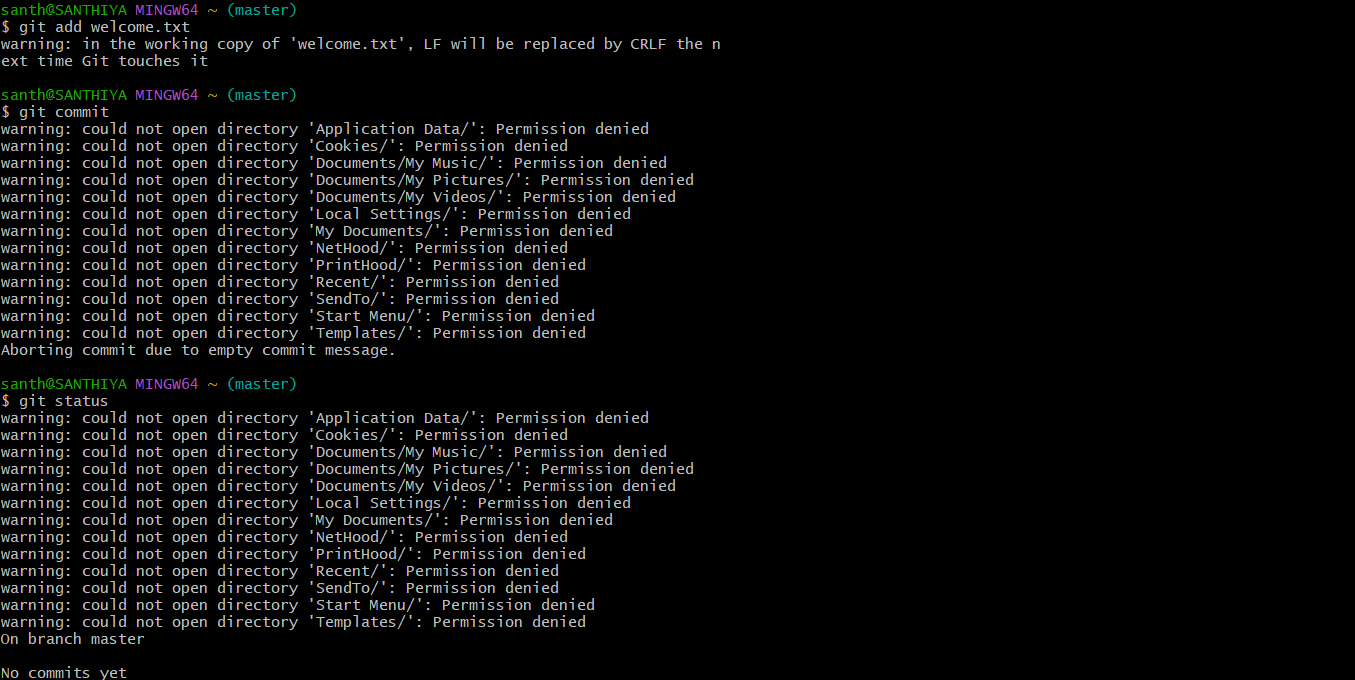 santh@SANTHIYA MINGW64 ~ (master)
$ git add welcome.txt
warning: in the working copy of 'welcome.txt', LF will be replaced by CRLF the n
ext time Git touches it
santh@SANTHIYA MINGW64 ~ (master)
$ git commit
warning: could not open directory 'Application Data/': Permission denied
warning: could not open directory 'Cookies/': Permission denied
warning: could not open directory 'Documents/My Music/': Permission denied
warning: could not open directory 'Documents/My Pictures/': Permission denied
warning: could not open directory 'Documents/My Videos/': Permission denied
warning: could not open directory 'Local Settings/': Permission denied
warning: could not open directory 'My Documents/': Permission denied
warning: could not open directory 'NetHood/': Permission denied
warning: could not open directory 'PrintHood/': Permission denied
warning: could not open directory 'Recent/': Permission denied
warning: could not open directory 'SendTo/': Permission denied
warning: could not open directory 'Start Menu/': Permission denied
warning: could not open directory 'Templates/': Permission denied
Aborting commit due to empty commit message.
santh@SANTHIYA MINGW64 ~ (master)
$ git status
warning: could not open directory 'Application Data/': Permission denied
warning: could not open directory 'Cookies/': Permission denied
warning: could not open directory 'Documents/My Music/': Permission denied
warning: could not open directory 'Documents/My Pictures/': Permission denied
warning: could not open directory 'Documents/My Videos/': Permission denied
warning: could not open directory 'Local Settings/': Permission denied
warning: could not open directory 'My Documents/': Permission denied
warning: could not open directory 'NetHood/': Permission denied
warning: could not open directory 'PrintHood/': Permission denied
warning: could not open directory 'Recent/': Permission denied
warning: could not open directory 'SendTo/': Permission denied
warning: could not open directory 'Start Menu/': Permission denied
warning: could not open directory 'Templates/': Permission denied
On branch master
No commits yet